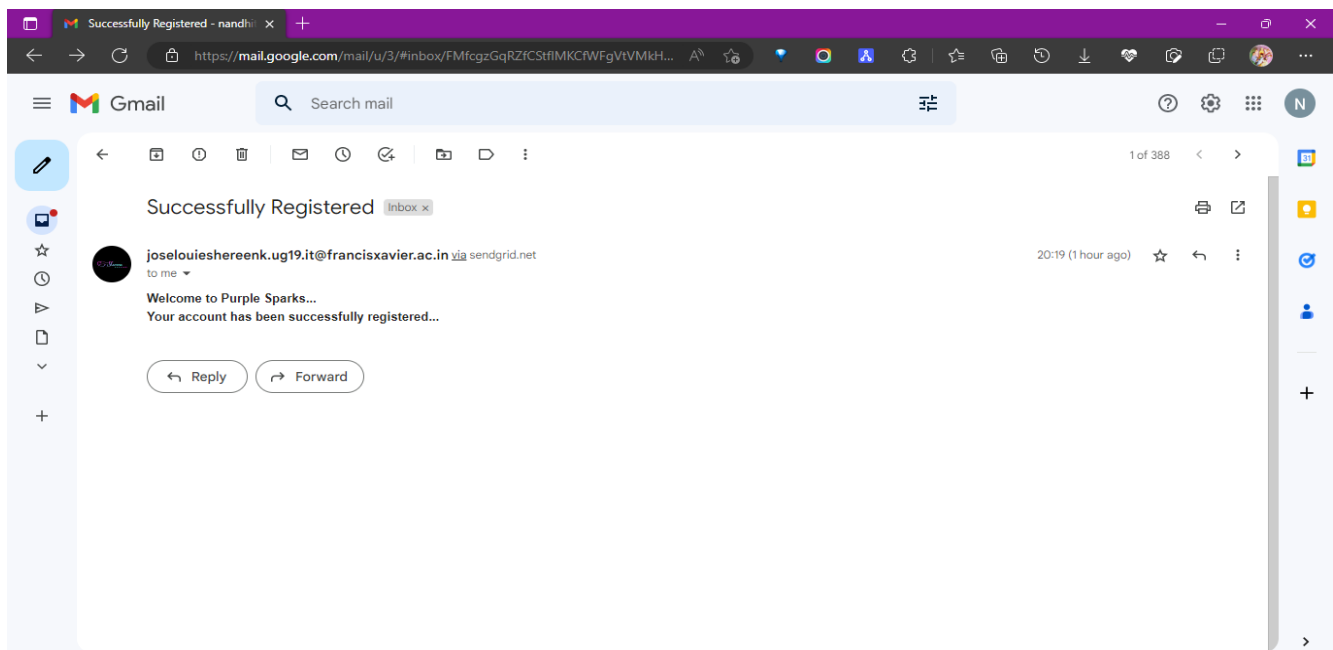 Successfully Registered - nandhi
https://mail.google.com/mail/u/3/#inbox/FMfcgzGqRZfCStflMKCfWFgVtVMkH...
Gmail
Search mail
N
1 of 388
31
Successfully Registered Inbox x
joselouieshereenk.ug19.it@francisxavier.ac.in via sendgrid.net
20:19 (1 hour ago)
to me
Welcome to Purple Sparks...
Your account has been successfully registered...
Reply
Forward